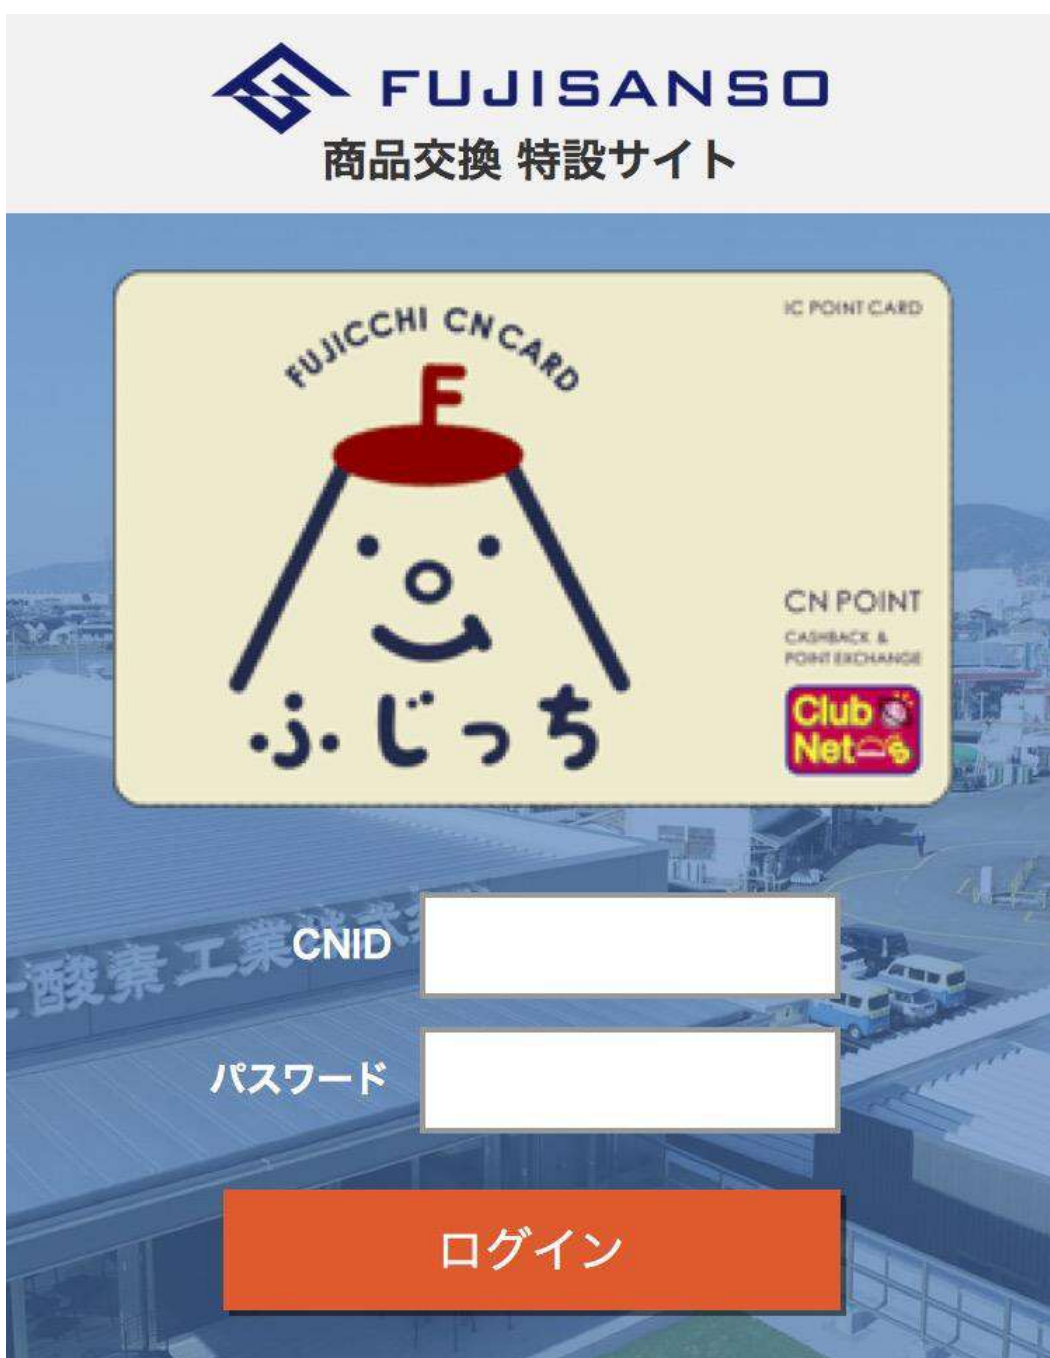 FUJISANSO
商品交換 特設サイト
FUJICCHI CN CARD
IC POINT CARD
F
CN POINT
CASHBACK &
POINT EXCHANGE
ふじっち
Club
Net
酸素工業株式
CNID
パスワード
ログイン